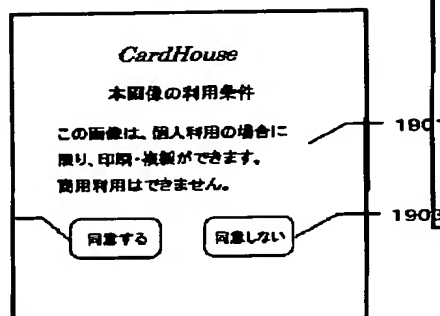 CardHouse
本画像の利用条件
この画像は、個人利用の場合に
限り、印刷・複製ができます。
商用利用はできません。
同意する
同意しない
1903